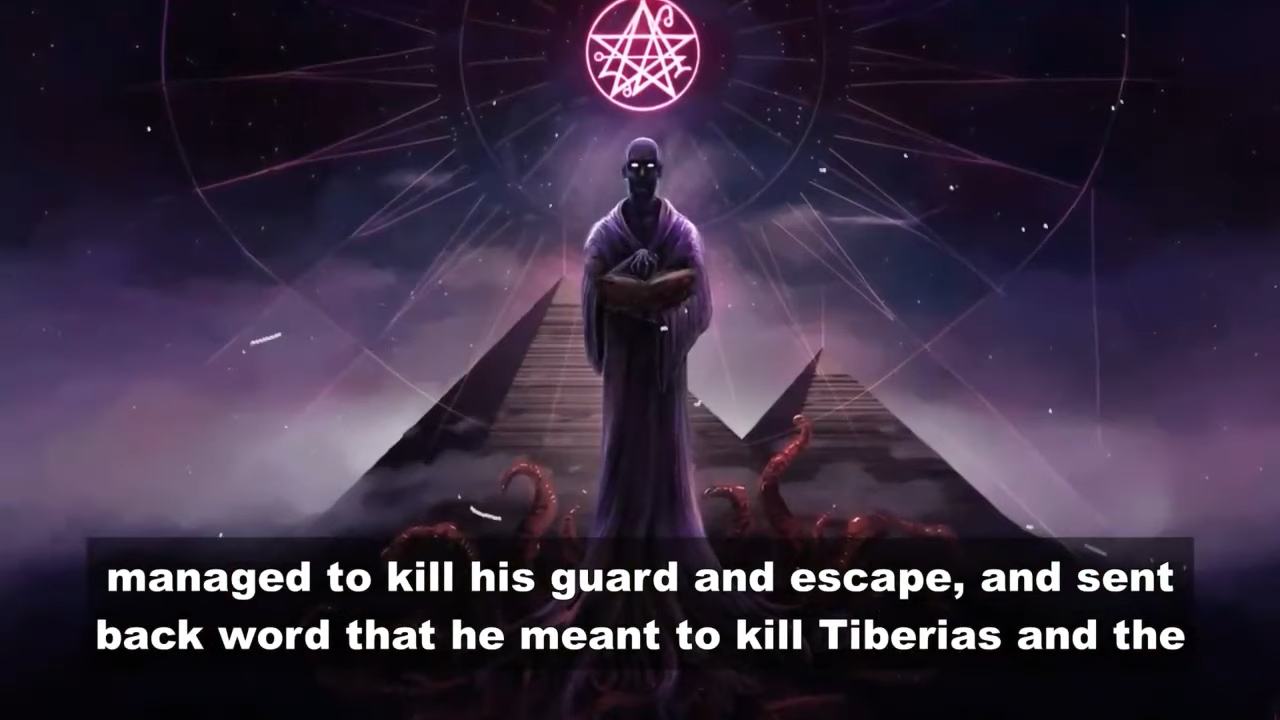 managed to kill his guard and escape, and sent
back word that he meant to kill Tiberias and the